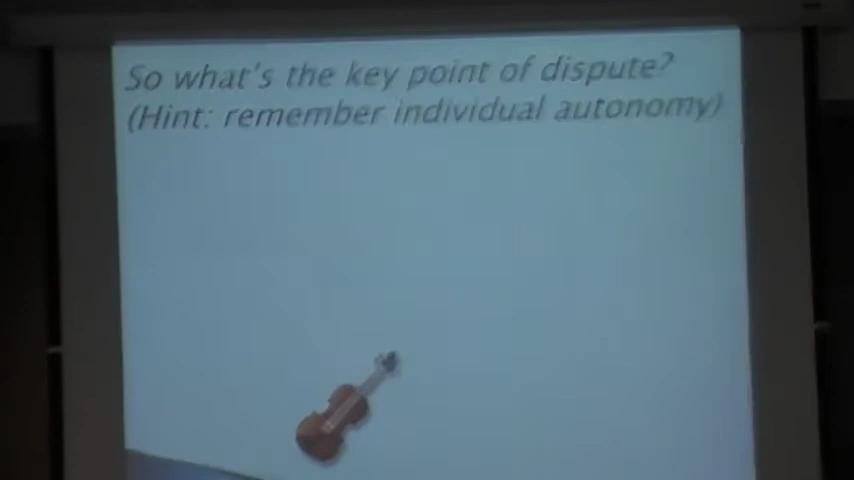 So what's the key point of dispute?
(Hint: remember individual autonomy)